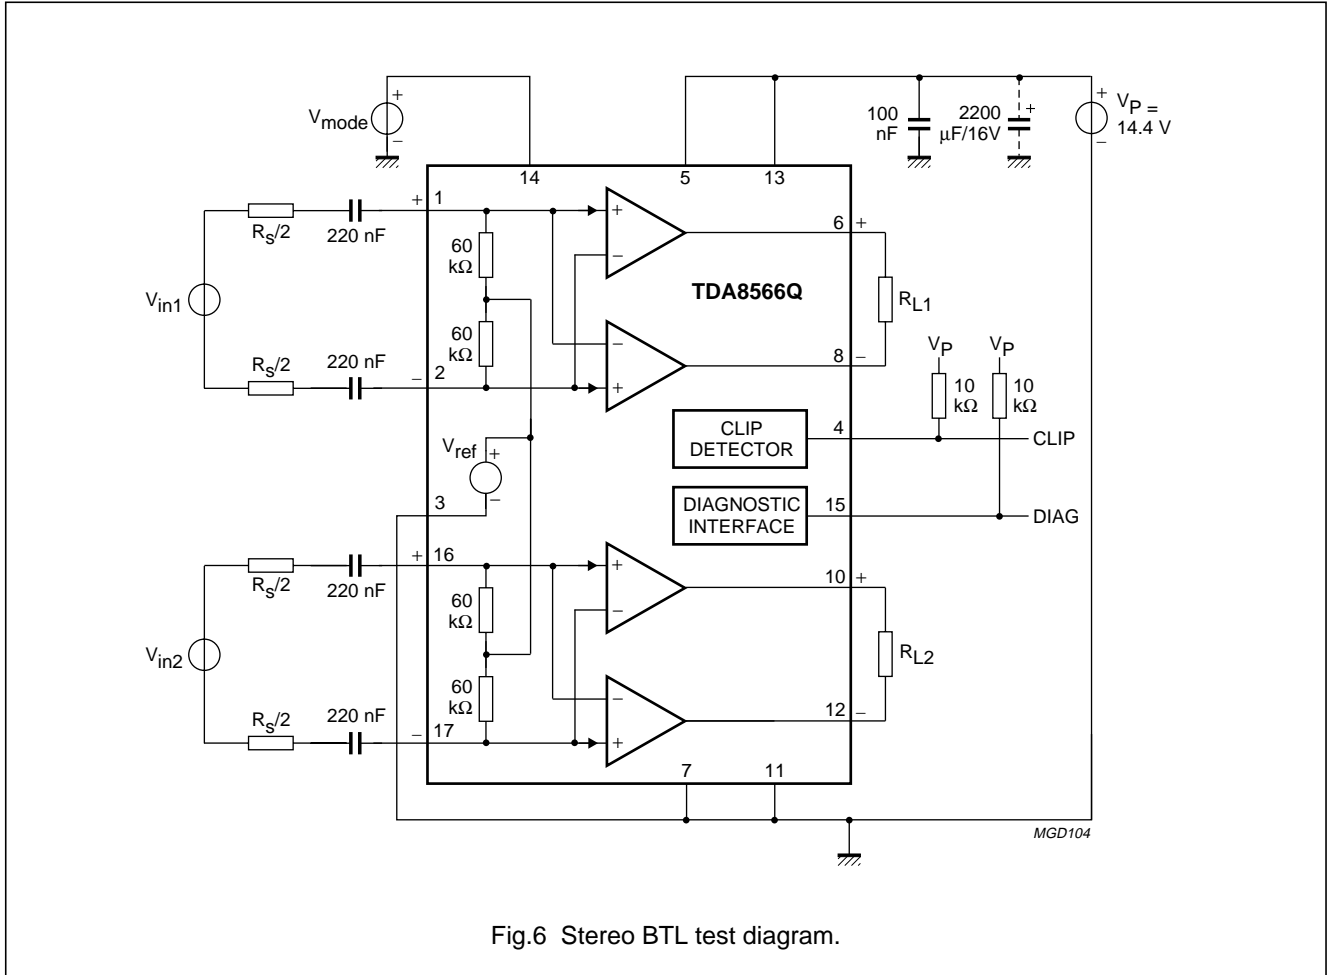 V_mode
+
−
100 nF
2200 μF/16V
+
+
V_P = 14.4 V
−
14
5
13
+
1
R_S/2
220 nF
60 kΩ
+
−
6
+
TDA8566Q
V_in1
R_L1
60 kΩ
−
+
8
−
R_S/2
220 nF
−
2
V_P
V_P
10 kΩ
10 kΩ
CLIP DETECTOR
4
CLIP
V_ref
+
−
3
DIAGNOSTIC INTERFACE
15
DIAG
+
16
R_S/2
220 nF
60 kΩ
+
−
10
+
V_in2
R_L2
60 kΩ
−
+
12
−
R_S/2
220 nF
−
17
7
11
MGD104
Fig.6 Stereo BTL test diagram.